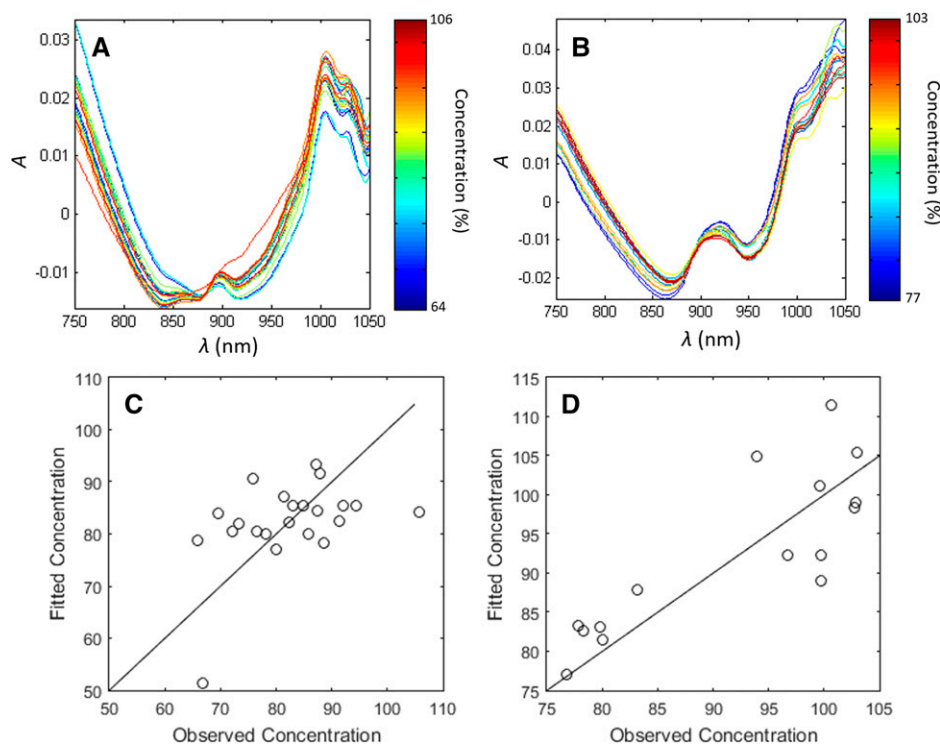 A
106
Concentration (%)
64
0.03
0.02
0.01
0
-0.01
A
750 800 850 900 950 1000 1050
λ (nm)
B
103
Concentration (%)
77
0.04
0.03
0.02
0.01
0
-0.01
-0.02
A
750 800 850 900 950 1000 1050
λ (nm)
C
110
100
90
80
70
60
50
Fitted Concentration
50 60 70 80 90 100 110
Observed Concentration
D
115
110
105
100
95
90
85
80
75
Fitted Concentration
75 80 85 90 95 100 105
Observed Concentration